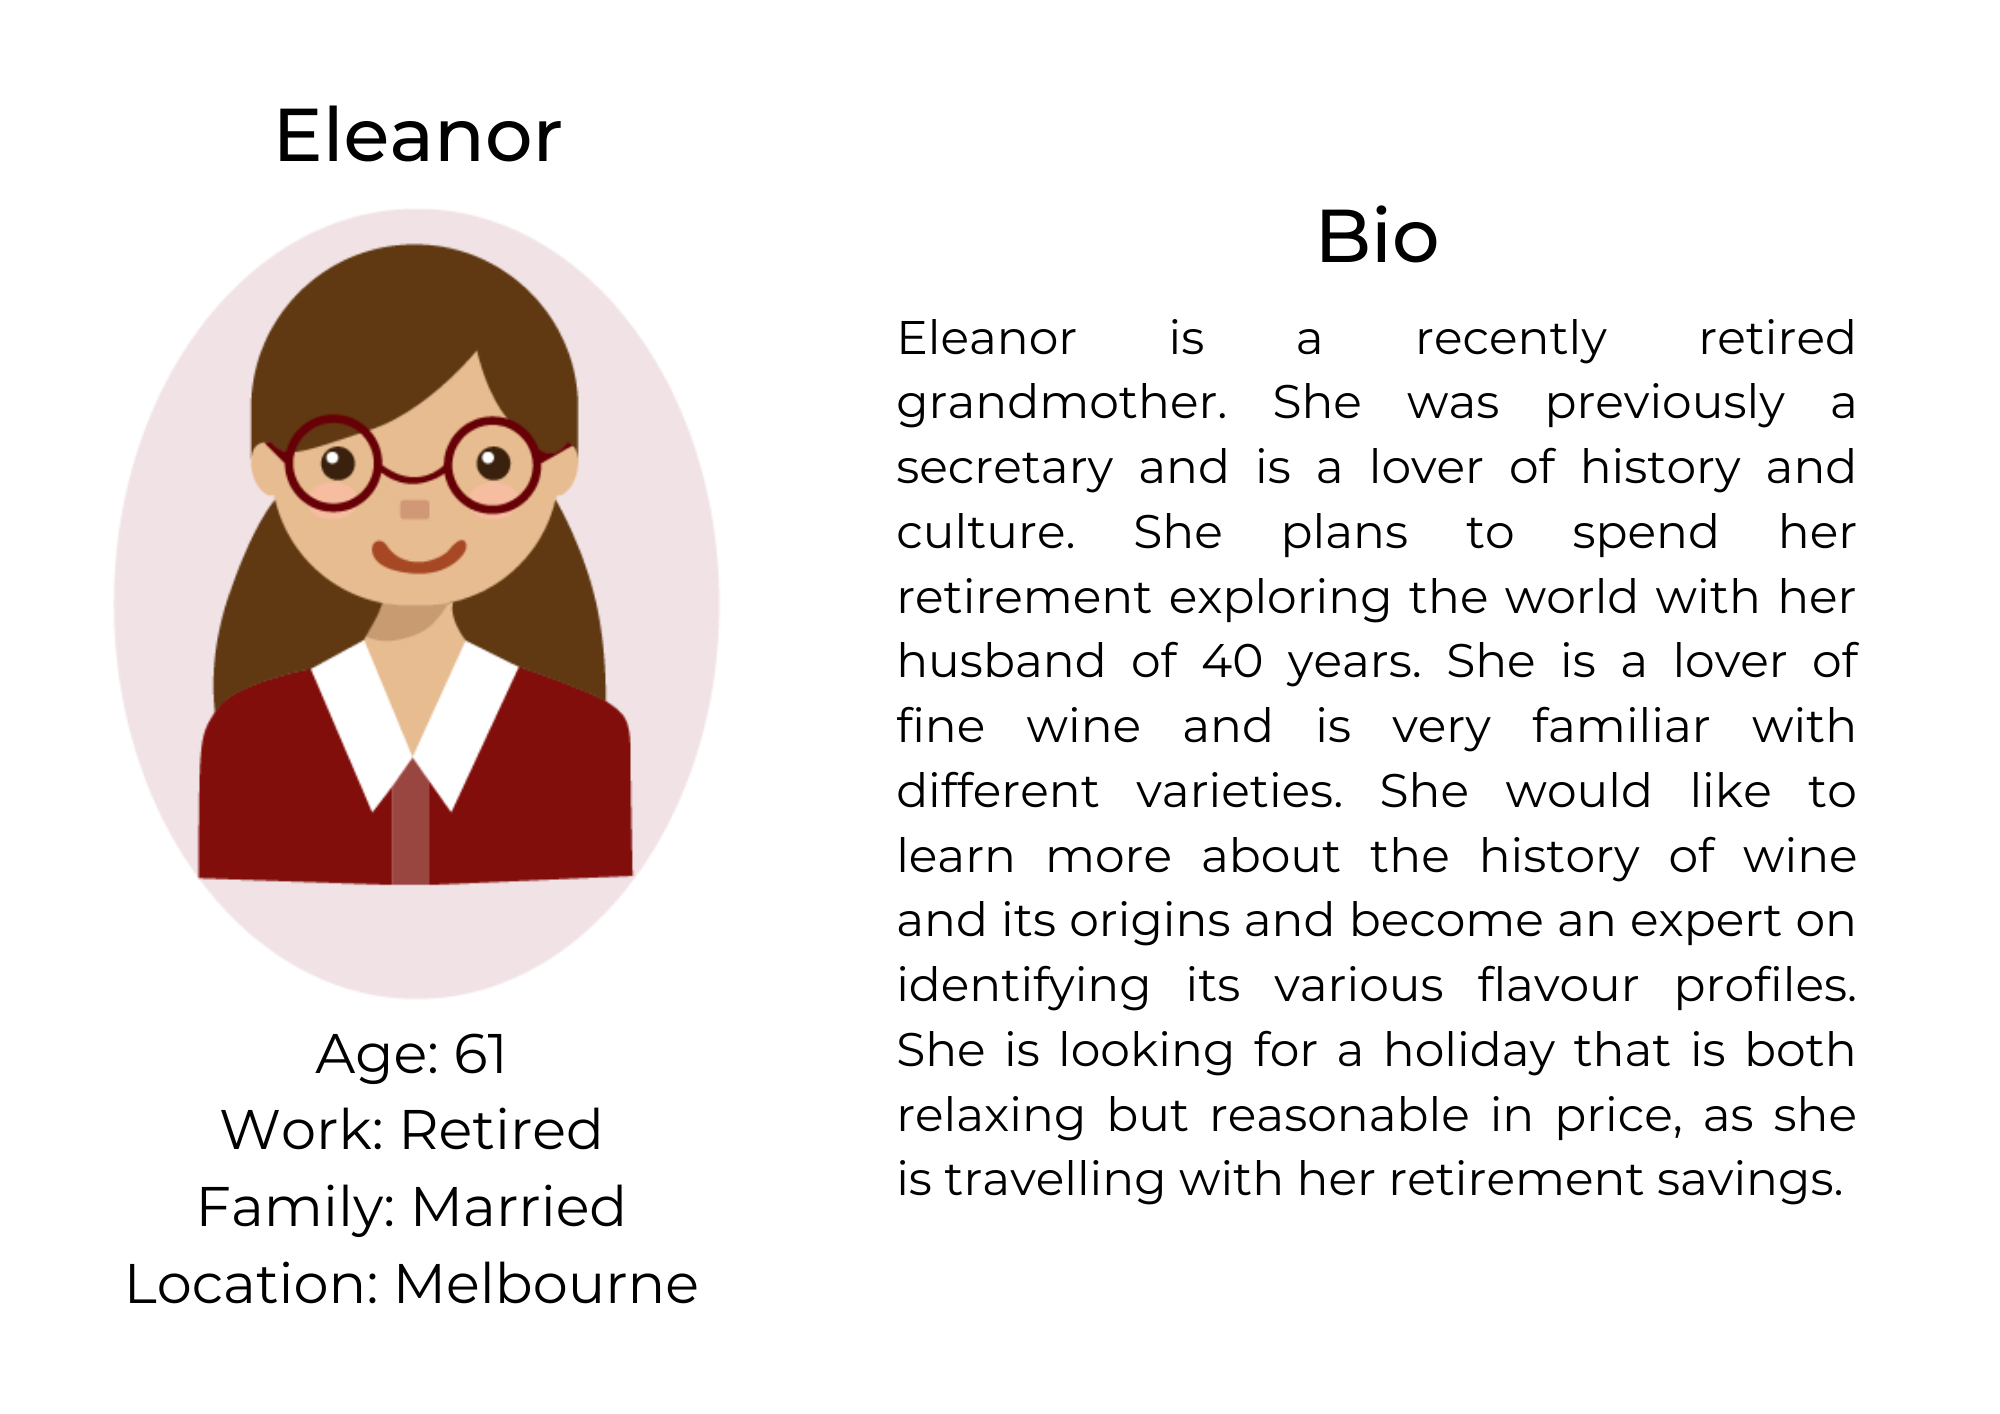 Eleanor
Age: 61
Work: Retired
Family: Married
Location: Melbourne
Bio
Eleanor is a recently retired
grandmother. She was previously a
secretary and is a lover of history and
culture. She plans to spend her
retirement exploring the world with her
husband of 40 years. She is a lover of
fine wine and is very familiar with
different varieties. She would like to
learn more about the history of wine
and its origins and become an expert on
identifying its various flavour profiles.
She is looking for a holiday that is both
relaxing but reasonable in price, as she
is travelling with her retirement savings.